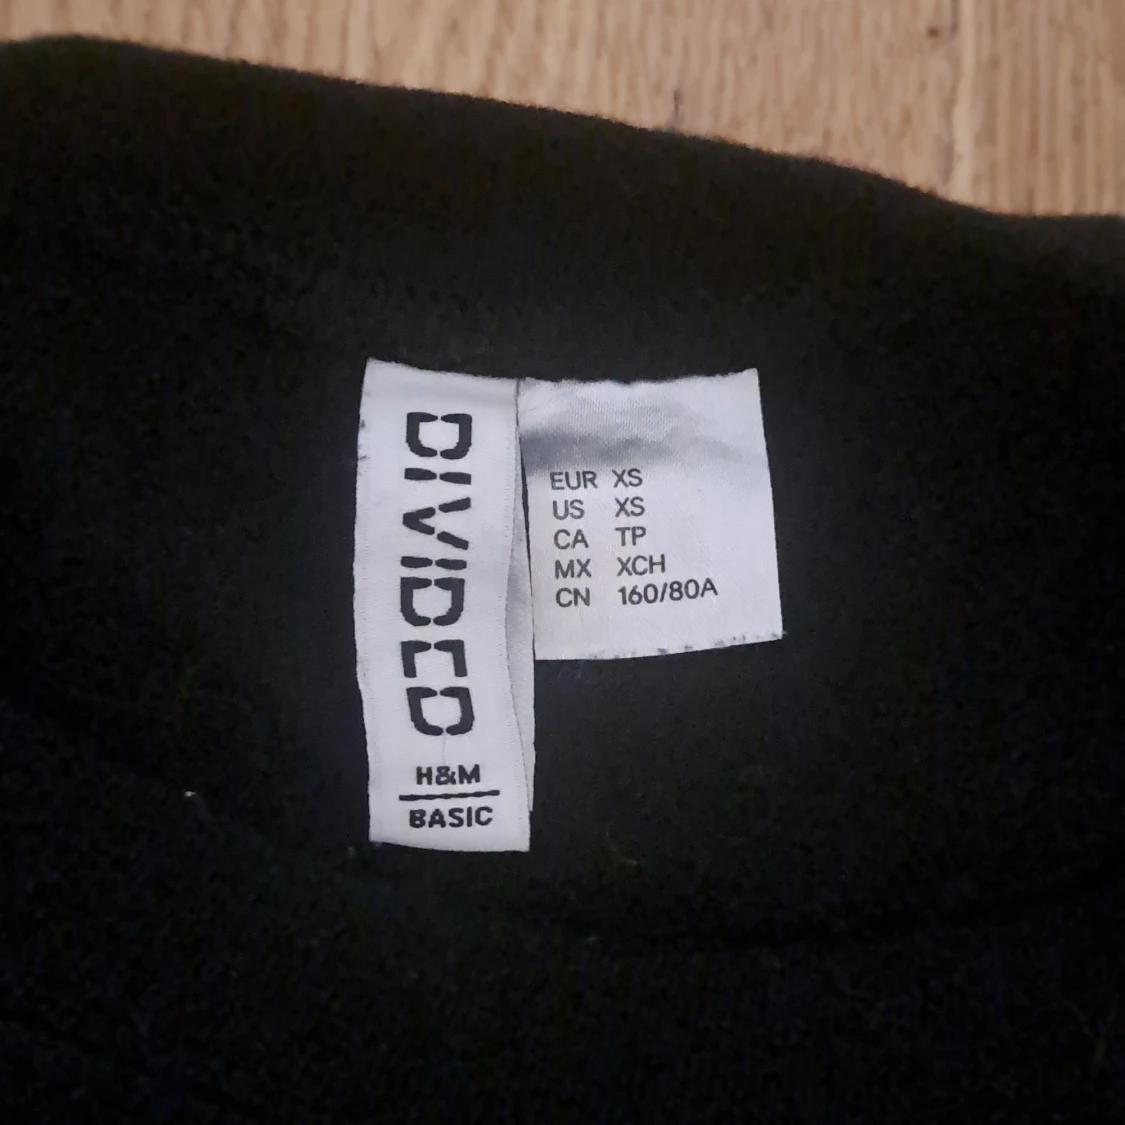 DIVIDED
H&M
BASIC
EUR XS
US XS
CA TP
MX XCH
CN 160/80A